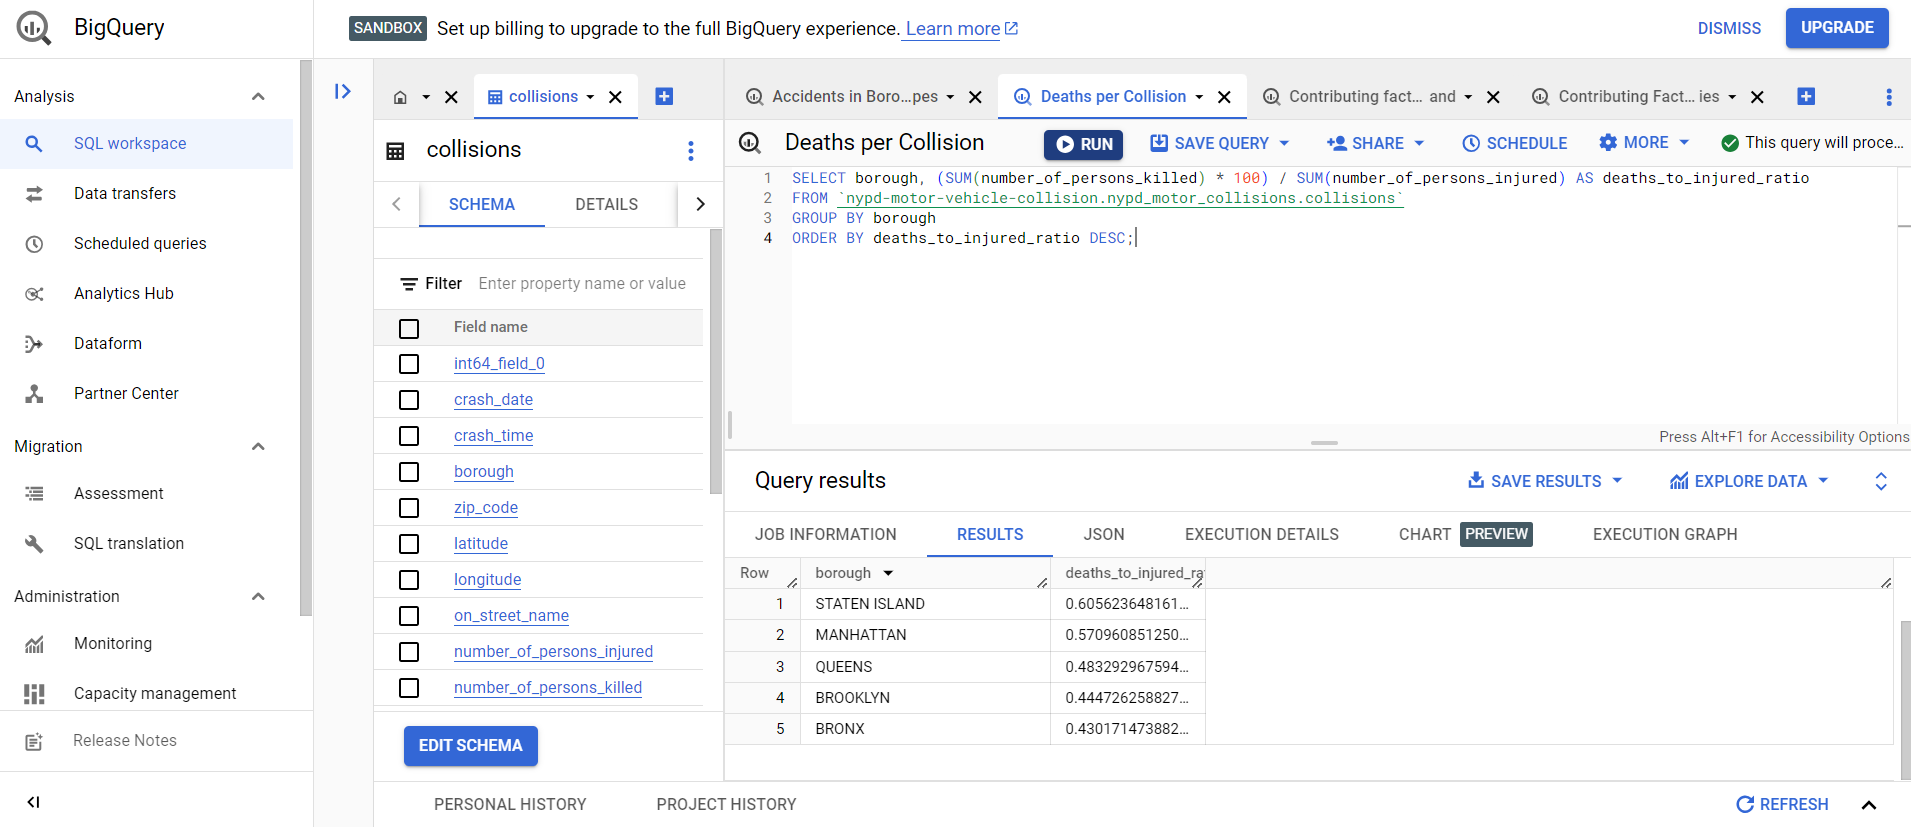 BigQuery
SANDBOX Set up billing to upgrade to the full BigQuery experience. Learn more
DISMISS
UPGRADE
Analysis
SQL workspace
Data transfers
Scheduled queries
Analytics Hub
Dataform
Partner Center
Migration
Assessment
SQL translation
Administration
Monitoring
Capacity management
Release Notes
collisions
collisions
SCHEMA DETAILS
Filter Enter property name or value
Field name
int64_field_0
crash_date
crash_time
borough
zip_code
latitude
longitude
on_street_name
number_of_persons_injured
number_of_persons_killed
EDIT SCHEMA
Accidents in Boro...pes Deaths per Collision Contributing fact... and Contributing Fact... ies
Deaths per Collision RUN SAVE QUERY SHARE SCHEDULE MORE This query will proce...
1 SELECT borough, (SUM(number_of_persons_killed) * 100) / SUM(number_of_persons_injured) AS deaths_to_injured_ratio
2 FROM `nypd-motor-vehicle-collision.nypd_motor_collisions.collisions`
3 GROUP BY borough
4 ORDER BY deaths_to_injured_ratio DESC;
Press Alt+F1 for Accessibility Options
Query results SAVE RESULTS EXPLORE DATA
JOB INFORMATION RESULTS JSON EXECUTION DETAILS CHART PREVIEW EXECUTION GRAPH
Row borough deaths_to_injured_ra
1 STATEN ISLAND 0.605623648161...
2 MANHATTAN 0.570960851250...
3 QUEENS 0.483292967594...
4 BROOKLYN 0.444726258827...
5 BRONX 0.430171473882...
PERSONAL HISTORY PROJECT HISTORY REFRESH